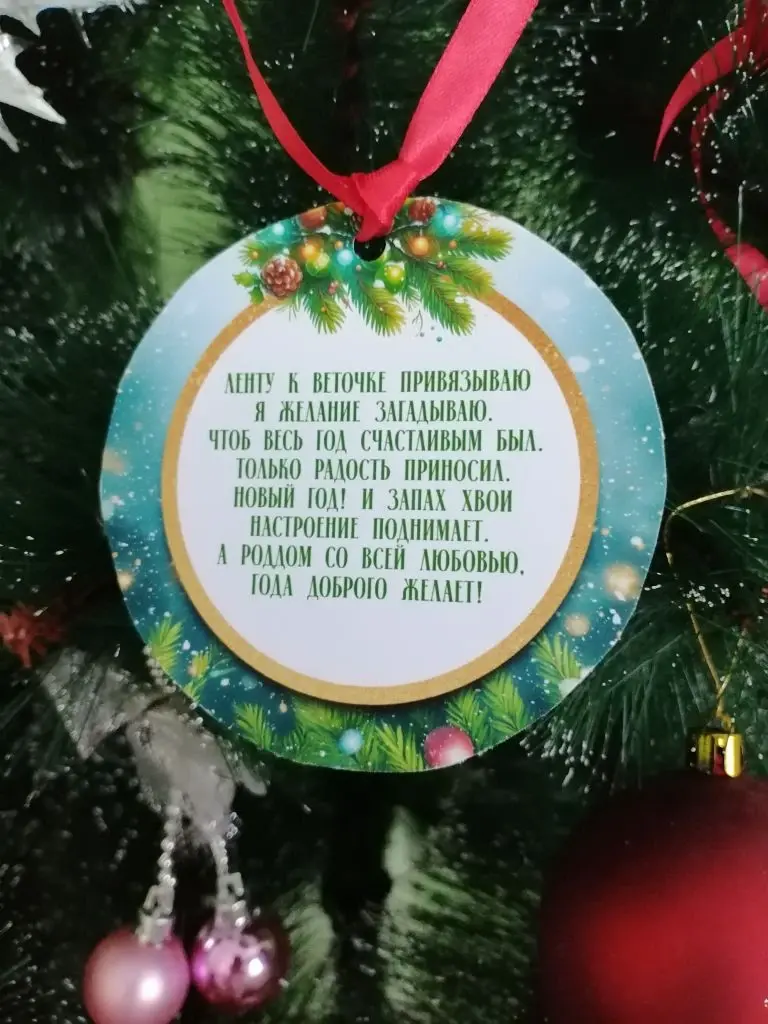 ЛЕНТУ К ВЕТОЧКЕ ПРИВЯЗЫВАЮ
Я ЖЕЛАНИЕ ЗАГАДЫВАЮ.
ЧТОБ ВЕСЬ ГОД СЧАСТЛИВЫМ БЫЛ.
ТОЛЬКО РАДОСТЬ ПРИНОСИЛ.
НОВЫЙ ГОД! И ЗАПАХ ХВОИ
НАСТРОЕНИЕ ПОДНИМАЕТ.
А РОДДОМ СО ВСЕЙ ЛЮБОВЬЮ,
ГОДА ДОБРОГО ЖЕЛАЕТ!